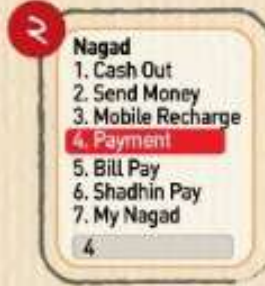 ২
Nagad
1. Cash Out
2. Send Money
3. Mobile Recharge
4. Payment
5. Bill Pay
6. Shadhin Pay
7. My Nagad
4